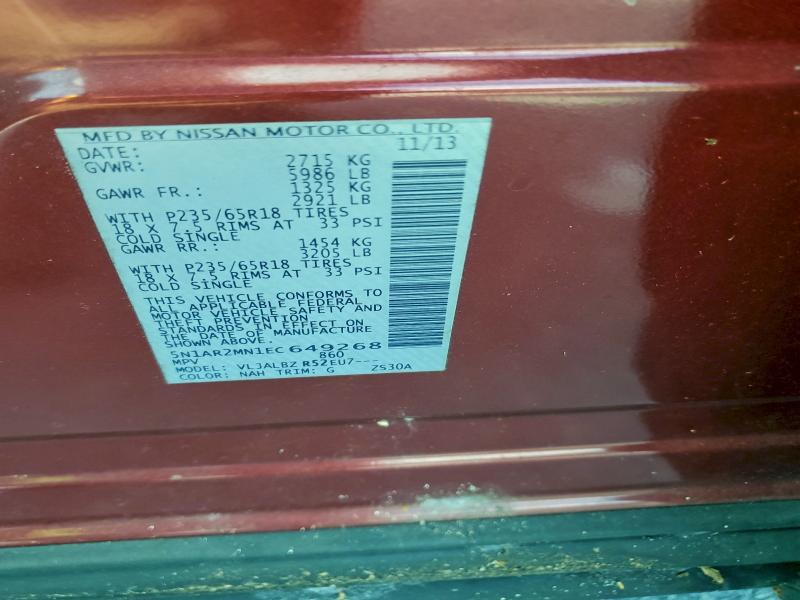 MFD BY NISSAN MOTOR CO., LTD.
DATE: 11/13
GVWR: 2715 KG
5986 LB
GAWR FR.: 1325 KG
2921 LB
WITH P235/65R18 TIRES
18 X 7.5 RIMS AT 33 PSI
COLD SINGLE
GAWR RR.: 1454 KG
3205 LB
WITH P235/65R18 TIRES
18 X 7.5 RIMS AT 33 PSI
COLD SINGLE
THIS VEHICLE CONFORMS TO
ALL APPLICABLE FEDERAL
MOTOR VEHICLE SAFETY AND
THEFT PREVENTION
STANDARDS IN EFFECT ON
THE DATE OF MANUFACTURE
5N1AR2MN1EC649268
MPV 860
MODEL: VLJALBZ R52EU7---
COLOR: NAH TRIM: G ZS30A